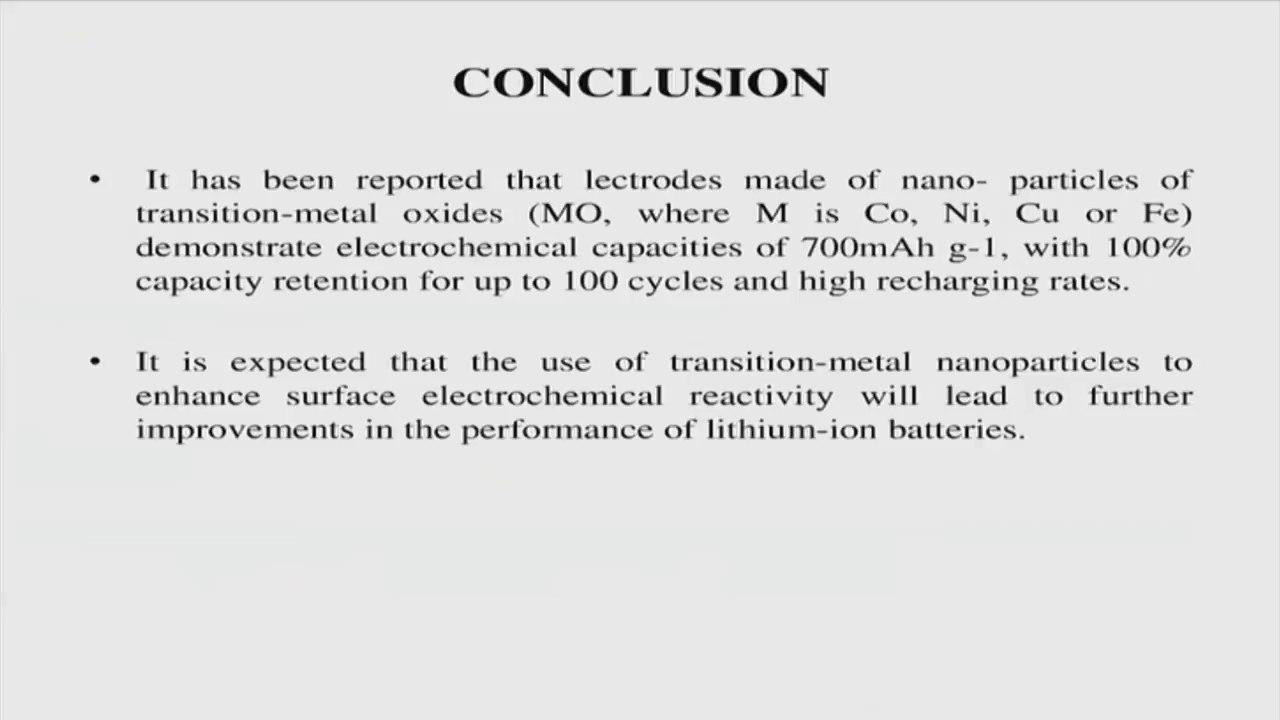 CONCLUSION
• It has been reported that lectrodes made of nano- particles of
transition-metal oxides (MO, where M is Co, Ni, Cu or Fe)
demonstrate electrochemical capacities of 700mAh g-1, with 100%
capacity retention for up to 100 cycles and high recharging rates.
• It is expected that the use of transition-metal nanoparticles to
enhance surface electrochemical reactivity will lead to further
improvements in the performance of lithium-ion batteries.